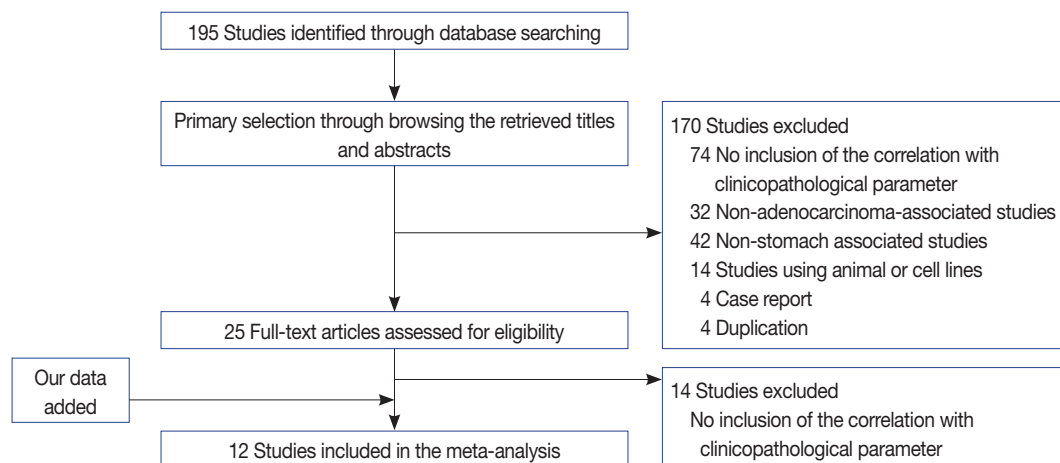 195 Studies identified through database searching
Primary selection through browsing the retrieved titles
and abstracts
170 Studies excluded
74 No inclusion of the correlation with
clinicopathological parameter
32 Non-adenocarcinoma-associated studies
42 Non-stomach associated studies
14 Studies using animal or cell lines
4 Case report
4 Duplication
25 Full-text articles assessed for eligibility
Our data
added
14 Studies excluded
No inclusion of the correlation with
clinicopathological parameter
12 Studies included in the meta-analysis